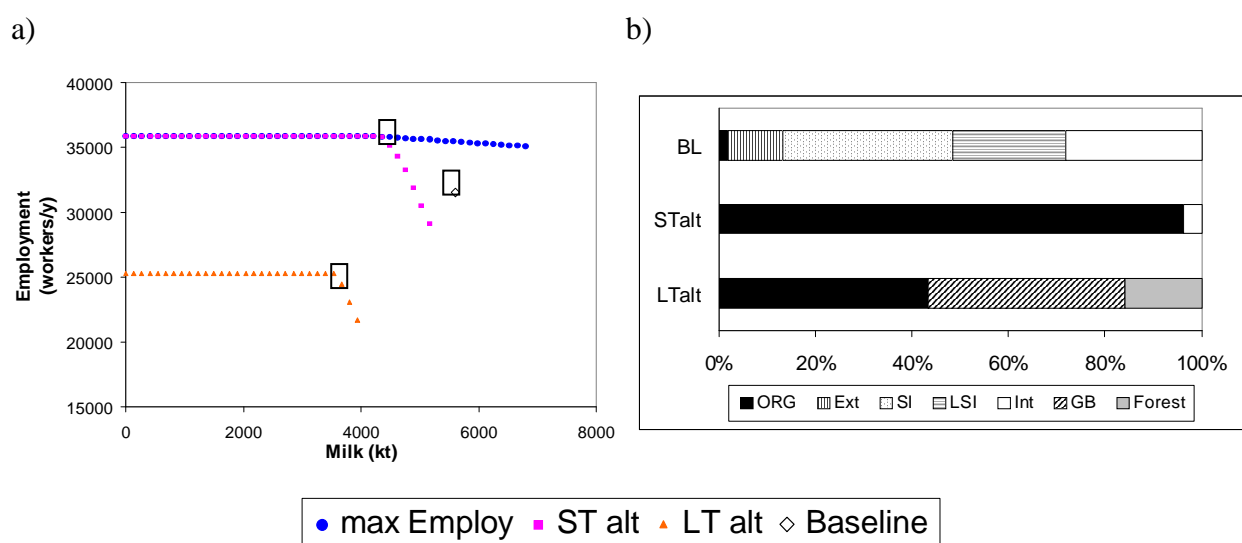 a)
40000
35000
30000
25000
20000
15000
Employment
(workers/y)
0
2000
4000
6000
8000
Milk (kt)
b)
BL
STalt
LTalt
0%
20%
40%
60%
80%
100%
ORG
Ext
SI
LSI
Int
GB
Forest
max Employ
ST alt
LT alt
Baseline